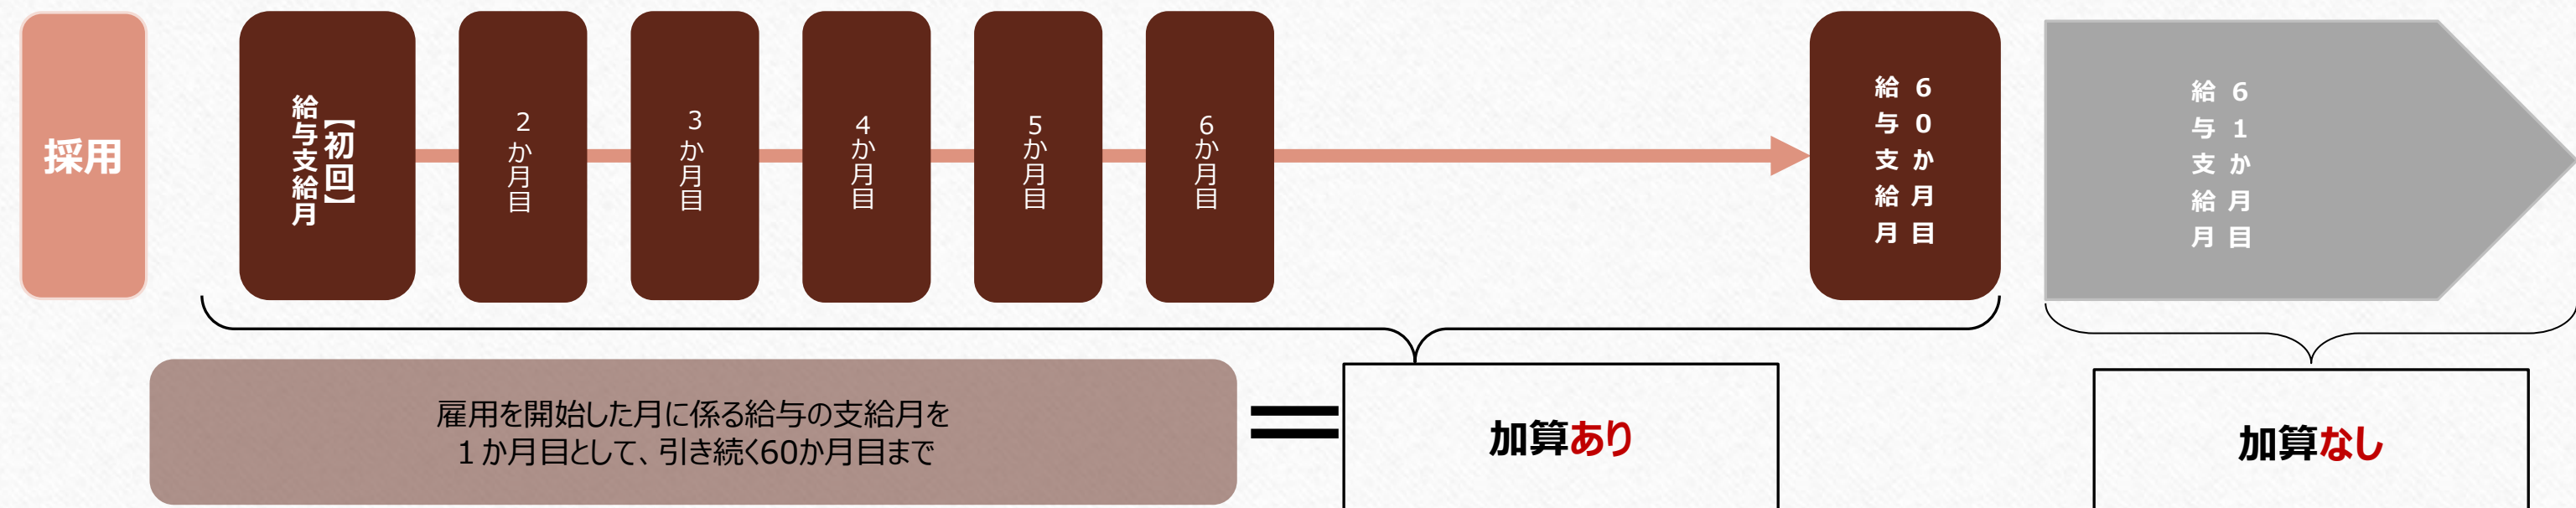 採用
【初回】
給与支給月
２か月目
３か月目
４か月目
５か月目
６か月目
６０か月目
給与支給月
６１か月目
給与支給月
雇用を開始した月に係る給与の支給月を
１か月目として、引き続く60か月目まで
＝
加算あり
加算なし